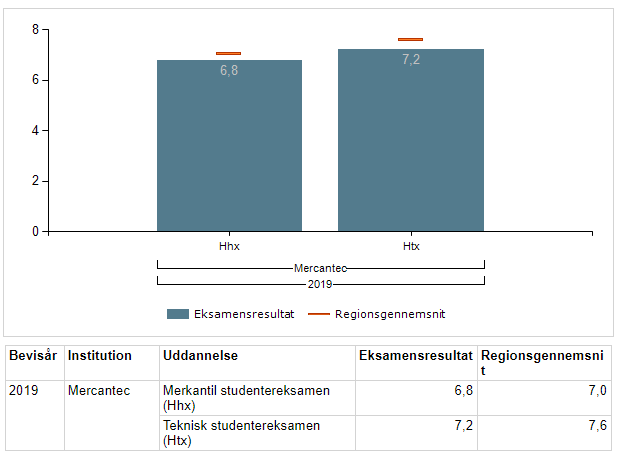 8
6
4
2
0
6,8
7,2
Hhx
Htx
Mercantec
2019
Eksamensresultat
Regionsgennemsnit
Bevisår Institution Uddannelse Eksamensresultat Regionsgennemsni
t
2019 Mercantec Merkantil studentereksamen 6,8 7,0
(Hhx)
Teknisk studentereksamen 7,2 7,6
(Htx)